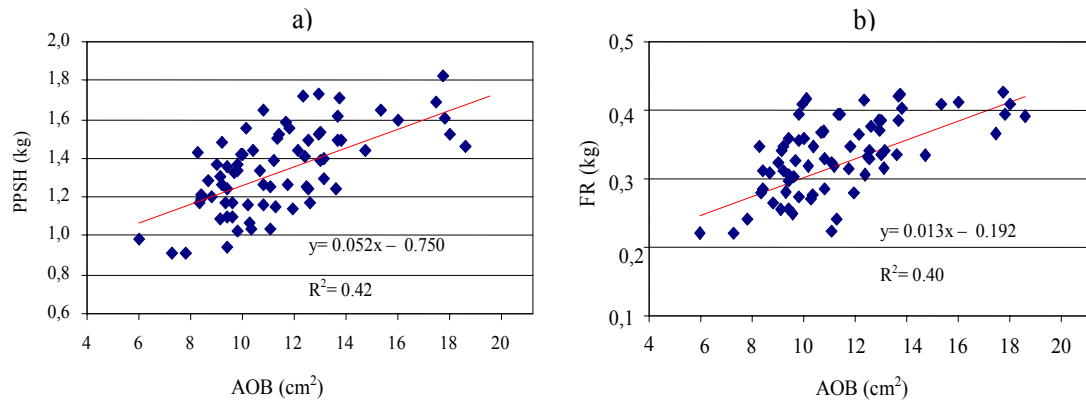 a)
2,0
1,8
1,6
1,4
1,2
1,0
0,8
0,6
PPSH (kg)
y= 0.052x – 0.750
R²= 0.42
4 6 8 10 12 14 16 18 20
AOB (cm²)
b)
0,5
0,4
0,3
0,2
0,1
FR (kg)
y= 0.013x – 0.192
R²= 0.40
4 6 8 10 12 14 16 18 20
AOB (cm²)